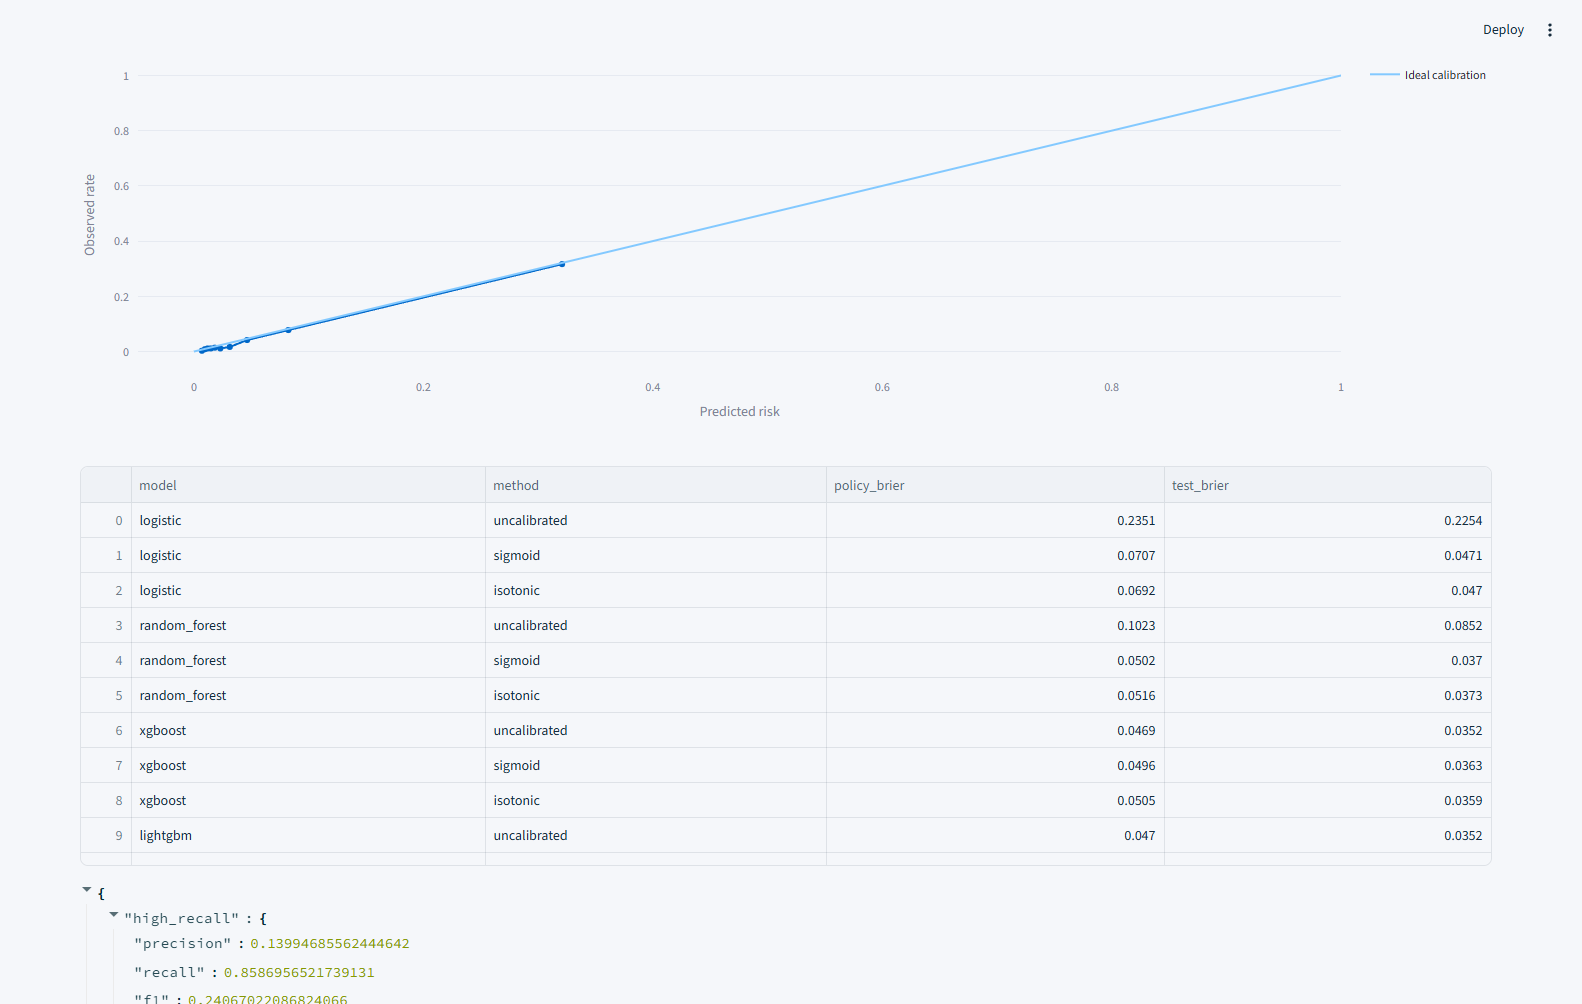 Deploy
Ideal calibration
1
0.8
0.6
0.4
0.2
0
Observed rate
0 0.2 0.4 0.6 0.8 1
Predicted risk
model method policy_brier test_brier
0 logistic uncalibrated 0.2351 0.2254
1 logistic sigmoid 0.0707 0.0471
2 logistic isotonic 0.0692 0.047
3 random_forest uncalibrated 0.1023 0.0852
4 random_forest sigmoid 0.0502 0.037
5 random_forest isotonic 0.0516 0.0373
6 xgboost uncalibrated 0.0469 0.0352
7 xgboost sigmoid 0.0496 0.0363
8 xgboost isotonic 0.0505 0.0359
9 lightgbm uncalibrated 0.047 0.0352
{
"high_recall" : {
"precision" : 0.13994685562444642
"recall" : 0.8586956521739131
"f1" : 0.24067022086824066